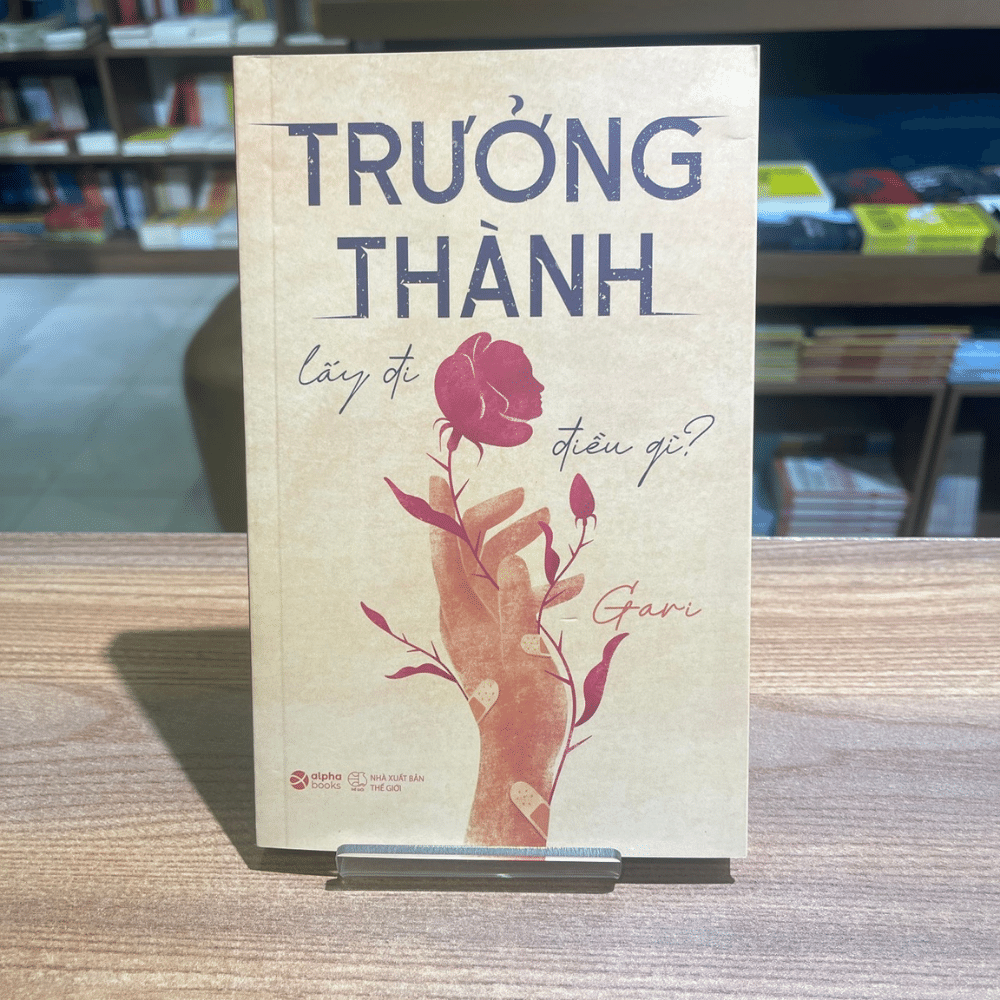 TRƯỞNG
THÀNH
lấy đi
điều gì?
Gari
alpha
books
NHÀ XUẤT BẢN
THẾ GIỚI